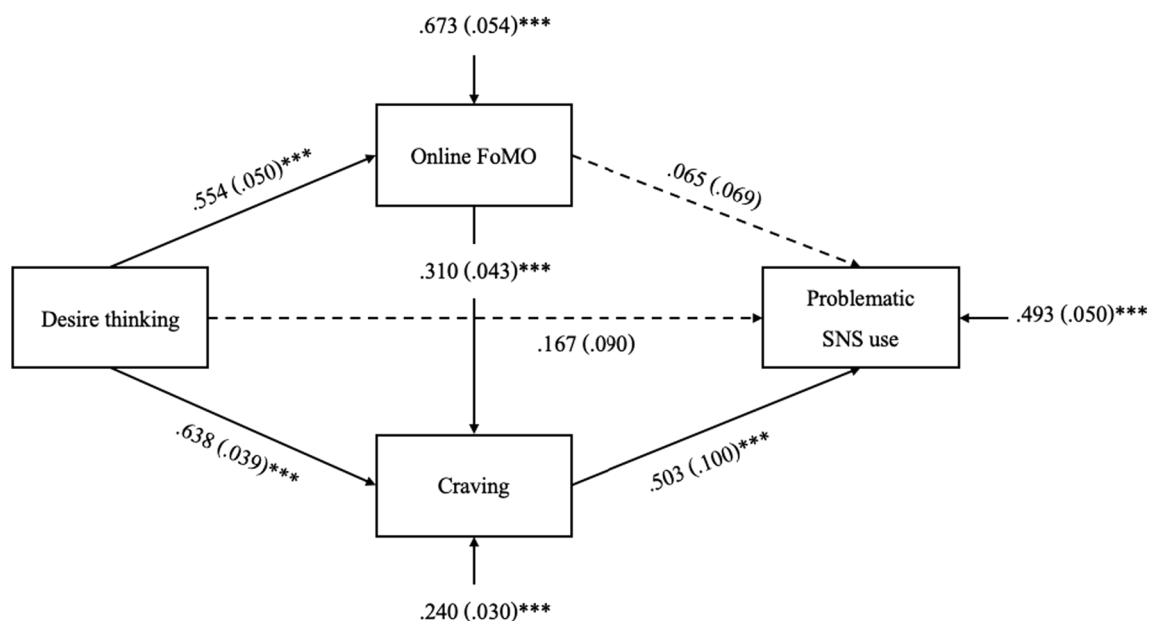 .673 (.054)***
Online FoMO
.554 (.050)***
.065 (.069)
.310 (.043)***
Desire thinking
Problematic
SNS use
.493 (.050)***
.167 (.090)
.638 (.039)***
.503 (.100)***
Craving
.240 (.030)***